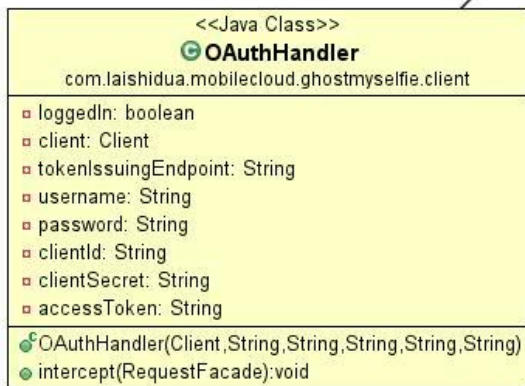 <<Java Class>>
OAuthHandler
com.laishidua.mobilecloud.ghostmyselfie.client
loggedIn: boolean
client: Client
tokenIssuingEndpoint: String
username: String
password: String
clientId: String
clientSecret: String
accessToken: String
OAuthHandler(Client,String,String,String,String,String)
intercept(RequestFacade):void